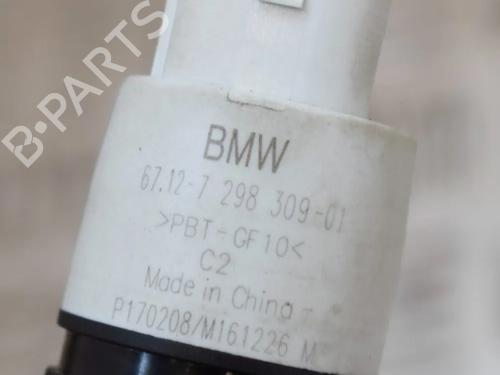 B-Parts
BMW
67.12-7 298 309-01
>PBT-GF10<
C2
Made in China
P170208/M161226 M